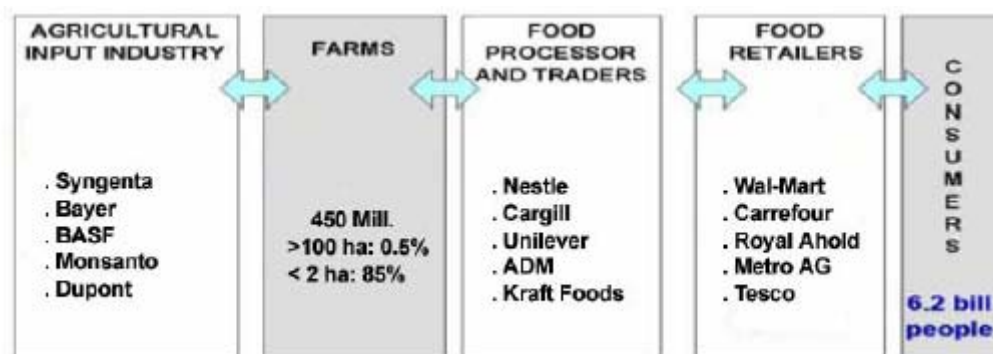 AGRICULTURAL
INPUT INDUSTRY
. Syngenta
. Bayer
. BASF
. Monsanto
. Dupont
FARMS
450 Mill.
>100 ha: 0.5%
< 2 ha: 85%
FOOD
PROCESSOR
AND TRADERS
. Nestle
. Cargill
. Unilever
. ADM
. Kraft Foods
FOOD
RETAILERS
. Wal-Mart
. Carrefour
. Royal Ahold
. Metro AG
. Tesco
CONSUMERS
6.2 bill
people